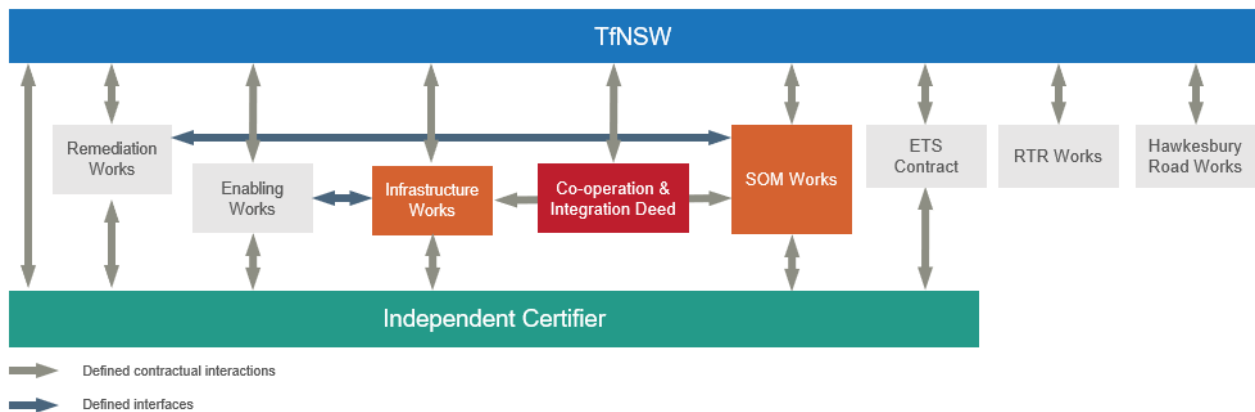 TfNSW
Remediation
Works
Enabling
Works
Infrastructure
Works
Co-operation &
Integration Deed
SOM Works
ETS
Contract
RTR Works
Hawkesbury
Road Works
Independent Certifier
Defined contractual interactions
Defined interfaces